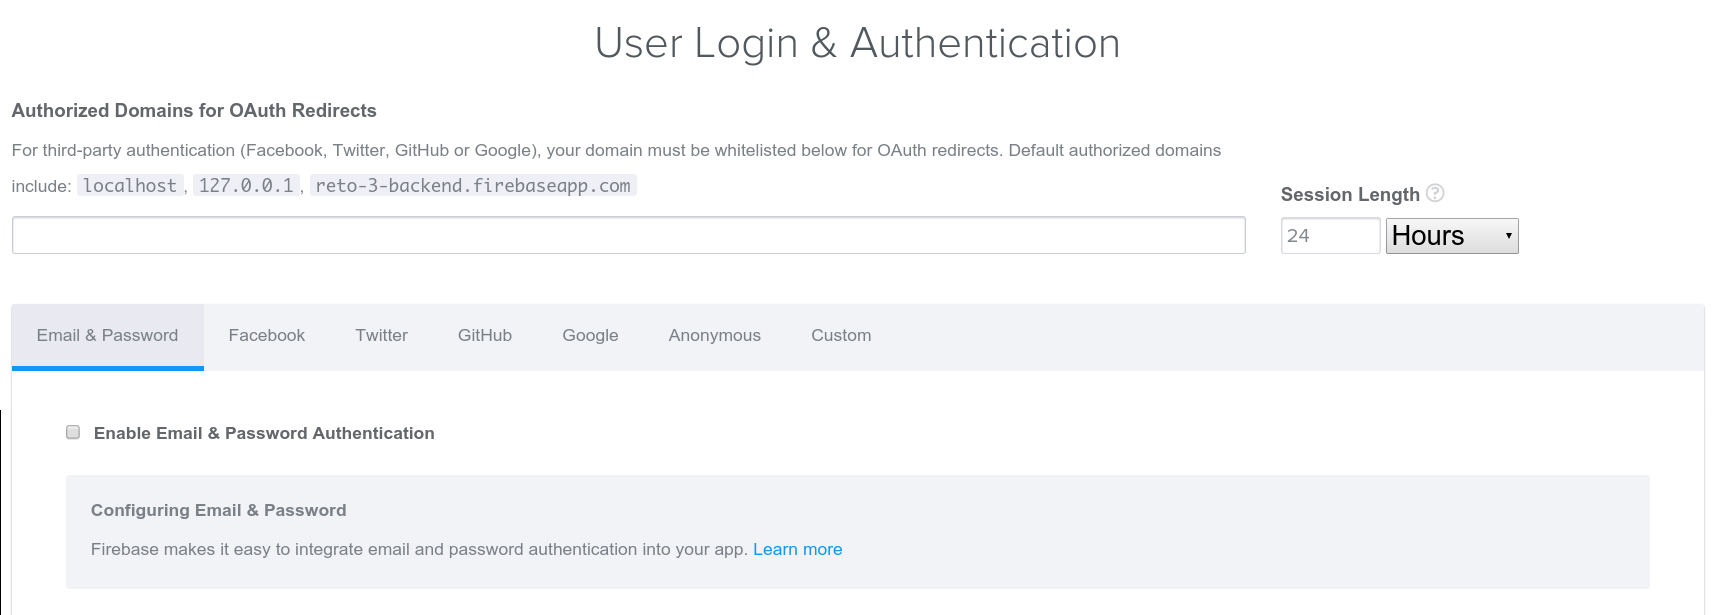 User Login & Authentication
Authorized Domains for OAuth Redirects
For third-party authentication (Facebook, Twitter, GitHub or Google), your domain must be whitelisted below for OAuth redirects. Default authorized domains
include: localhost, 127.0.0.1, reto-3-backend.firebaseapp.com
Session Length ?
24 Hours
Email & Password Facebook Twitter GitHub Google Anonymous Custom
Enable Email & Password Authentication
Configuring Email & Password
Firebase makes it easy to integrate email and password authentication into your app. Learn more